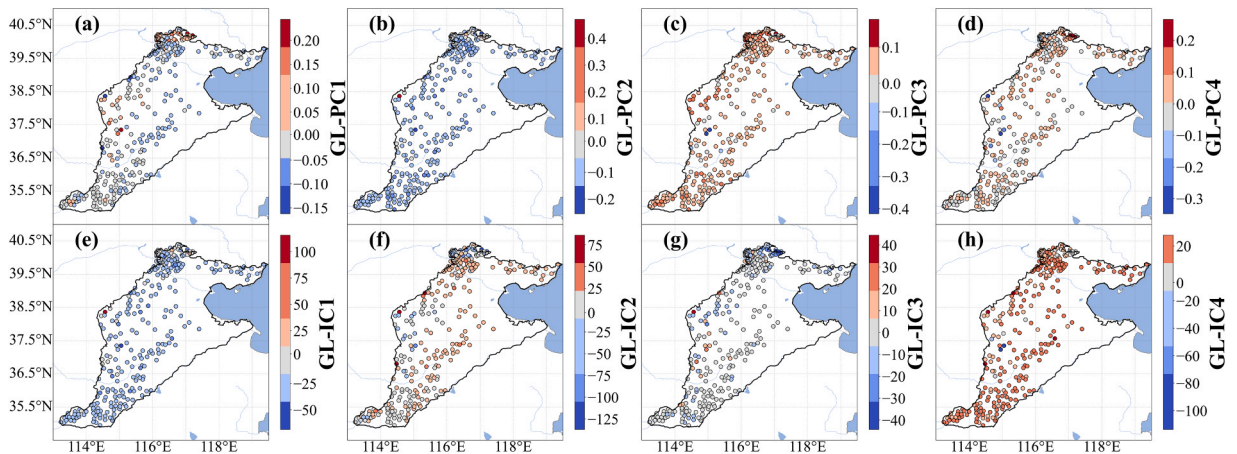 (a)
40.5°N
39.5°N
38.5°N
37.5°N
36.5°N
35.5°N
0.20
0.15
0.10
0.05
0.00
−0.05
−0.10
−0.15
GL-PC1
(b)
0.4
0.3
0.2
0.1
0.0
−0.1
−0.2
GL-PC2
(c)
0.1
0.0
−0.1
−0.2
−0.3
−0.4
GL-PC3
(d)
0.2
0.1
0.0
−0.1
−0.2
−0.3
GL-PC4
(e)
40.5°N
39.5°N
38.5°N
37.5°N
36.5°N
35.5°N
114°E 116°E 118°E
100
75
50
25
0
−25
−50
GL-IC1
(f)
114°E 116°E 118°E
75
50
25
0
−25
−50
−75
−100
−125
GL-IC2
(g)
114°E 116°E 118°E
40
30
20
10
0
−10
−20
−30
−40
GL-IC3
(h)
114°E 116°E 118°E
20
0
−20
−40
−60
−80
−100
GL-IC4